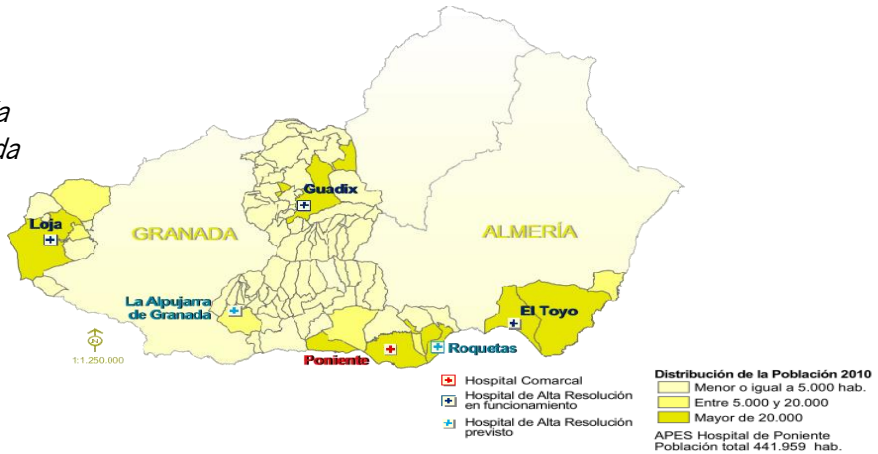 da
Guadix
Loja
GRANADA
ALMERÍA
La Alpujarra
de Granada
El Toyo
Poniente
Roquetas
1:1.250.000
Hospital Comarcal
Hospital de Alta Resolución
en funcionamiento
Hospital de Alta Resolución
previsto
Distribución de la Población 2010
Menor o igual a 5.000 hab.
Entre 5.000 y 20.000
Mayor de 20.000
APES Hospital de Poniente
Población total 441.959 hab.